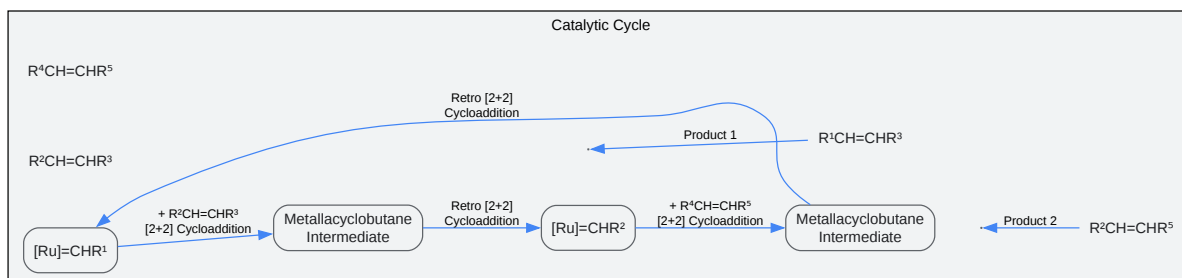 Catalytic Cycle
R⁴CH=CHR⁵
Retro [2+2]
Cycloaddition
Product 1
R¹CH=CHR³
R²CH=CHR³
+ R²CH=CHR³
[2+2] Cycloaddition
Retro [2+2]
Cycloaddition
+ R⁴CH=CHR⁵
[2+2] Cycloaddition
[Ru]=CHR¹
Metallacyclobutane
Intermediate
[Ru]=CHR²
Metallacyclobutane
Intermediate
Product 2
R²CH=CHR⁵